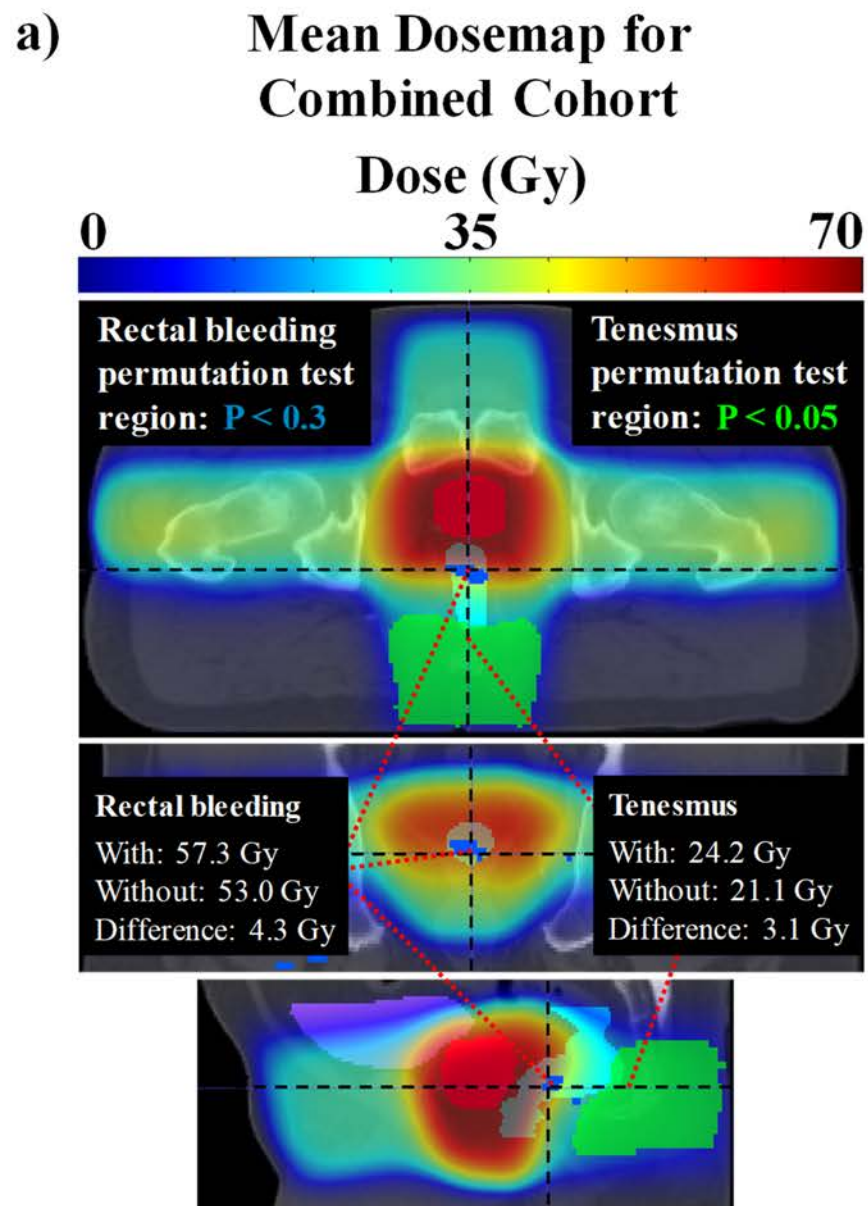 a)
Mean Dosemap for
Combined Cohort
Dose (Gy)
0 35 70
Rectal bleeding
permutation test
region: P < 0.3
Tenesmus
permutation test
region: P < 0.05
Rectal bleeding
With: 57.3 Gy
Without: 53.0 Gy
Difference: 4.3 Gy
Tenesmus
With: 24.2 Gy
Without: 21.1 Gy
Difference: 3.1 Gy